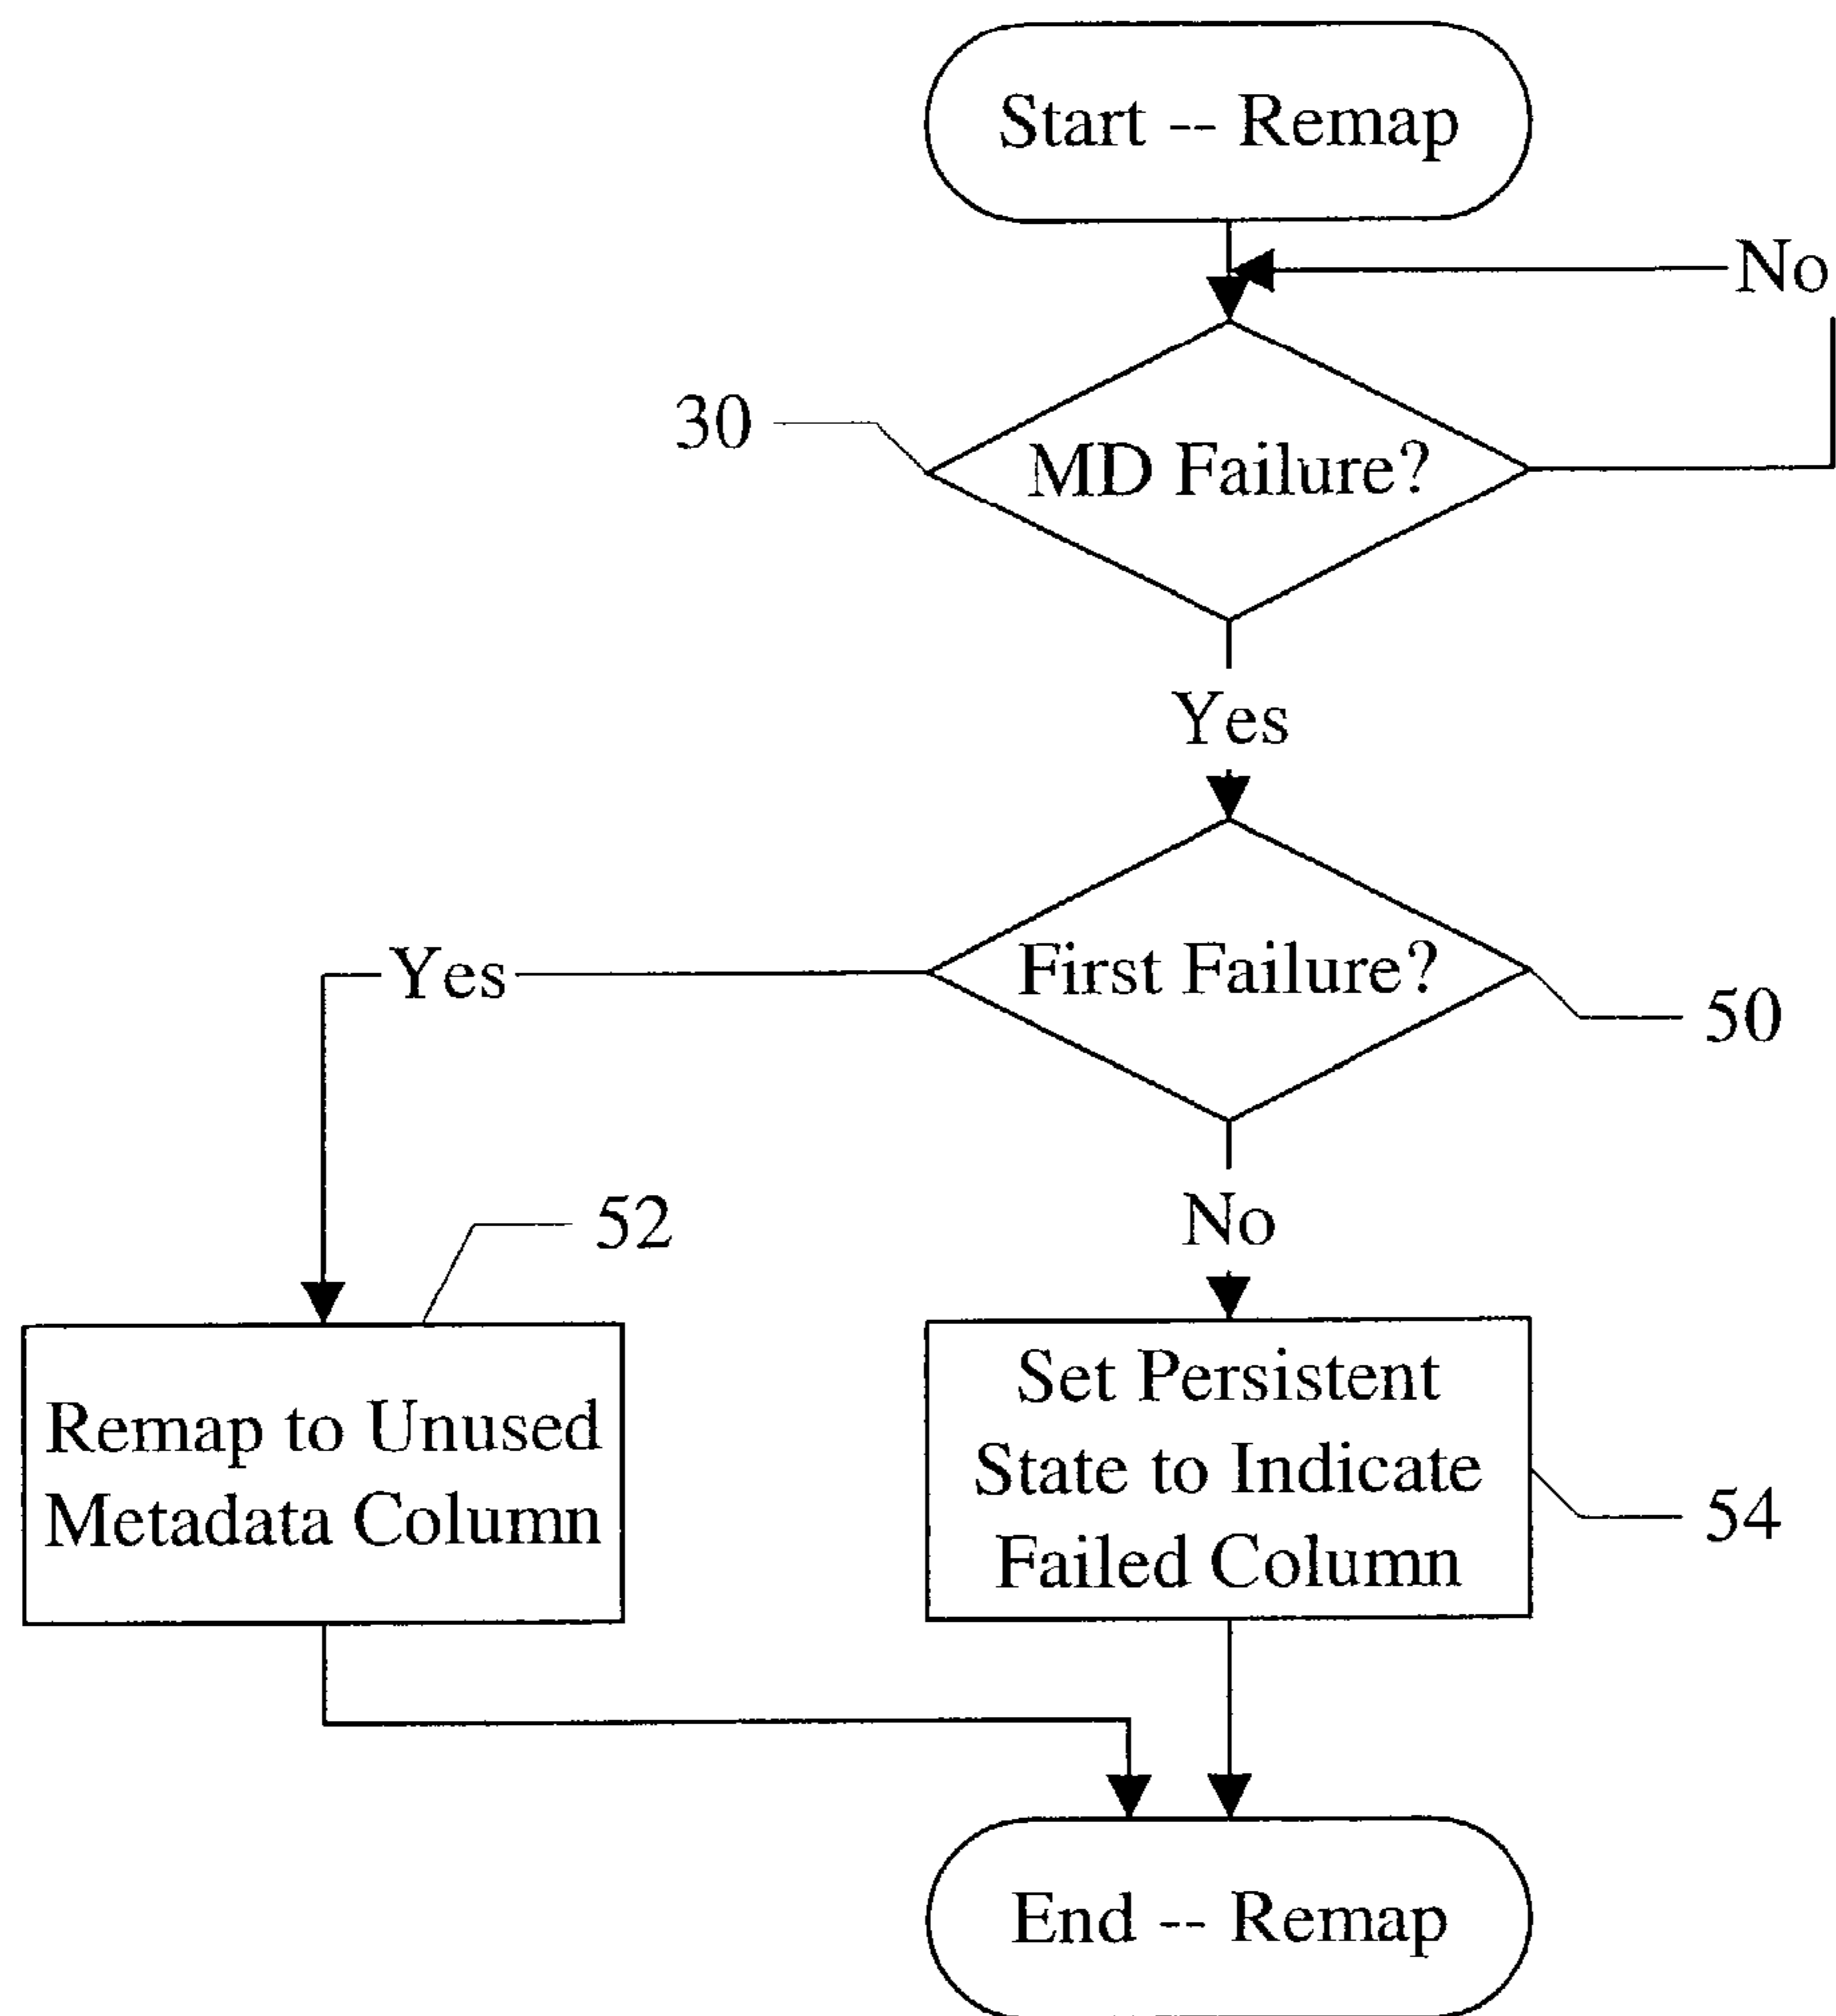 Start -- Remap
No
30
MD Failure?
Yes
First Failure?
Yes
50
52
No
Remap to Unused
Metadata Column
Set Persistent
State to Indicate
Failed Column
54
End -- Remap